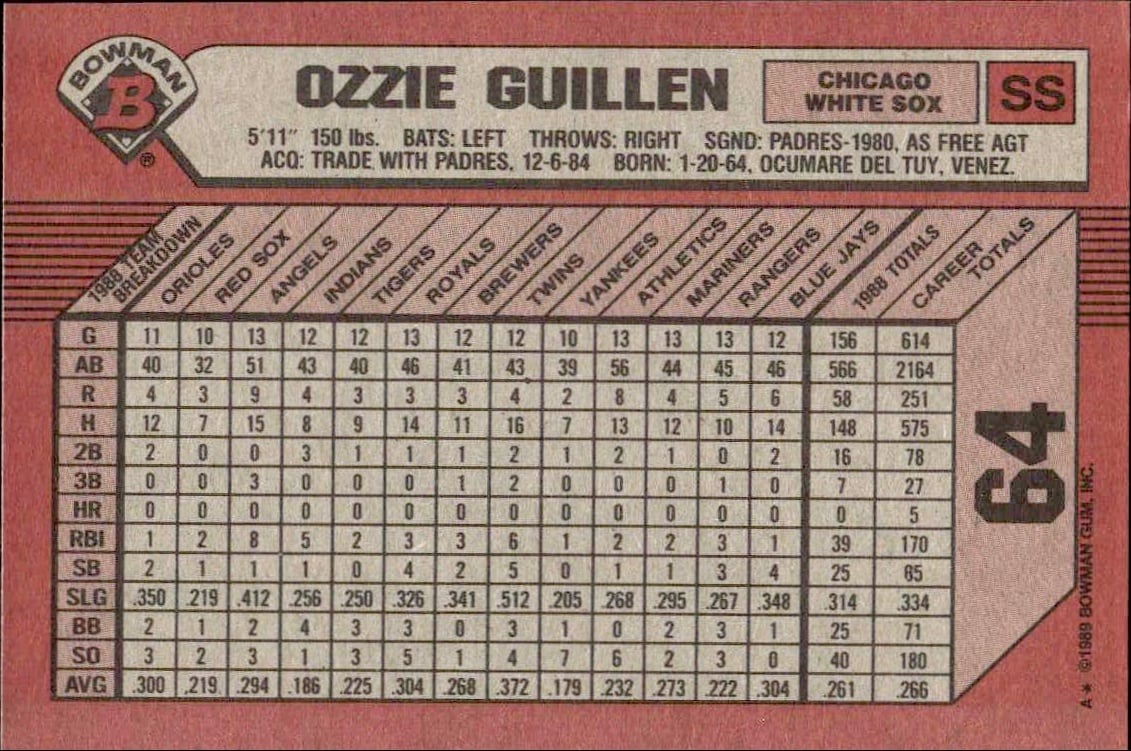 BOWMAN
B
®
OZZIE GUILLEN
CHICAGO
WHITE SOX
SS
5'11" 150 lbs. BATS: LEFT THROWS: RIGHT SGND: PADRES-1980, AS FREE AGT
ACQ: TRADE WITH PADRES, 12-6-84 BORN: 1-20-64, OCUMARE DEL TUY, VENEZ.
1988 TEAM BREAKDOWN ORIOLES RED SOX ANGELS INDIANS TIGERS ROYALS BREWERS TWINS YANKEES ATHLETICS MARINERS RANGERS BLUE JAYS 1988 TOTALS CAREER TOTALS
G 11 10 13 12 12 13 12 12 10 13 13 13 12 156 614
AB 40 32 51 43 40 46 41 43 39 56 44 45 46 566 2164
R 4 3 9 4 3 3 3 4 2 8 4 5 6 58 251
H 12 7 15 8 9 14 11 16 7 13 12 10 14 148 575
2B 2 0 0 3 1 1 1 2 1 2 1 0 2 16 78
3B 0 0 3 0 0 0 1 2 0 0 0 1 0 7 27
HR 0 0 0 0 0 0 0 0 0 0 0 0 0 0 5
RBI 1 2 8 5 2 3 3 6 1 2 2 3 1 39 170
SB 2 1 1 1 0 4 2 5 0 1 1 3 4 25 65
SLG .350 .219 .412 .256 .250 .326 .341 .512 .205 .268 .295 .267 .348 .314 .334
BB 2 1 2 4 3 3 0 3 1 0 2 3 1 25 71
SO 3 2 3 1 3 5 1 4 7 6 2 3 0 40 180
AVG .300 .219 .294 .186 .225 .304 .268 .372 .179 .232 .273 .222 .304 .261 .266
64
A* ©1989 BOWMAN GUM, INC.